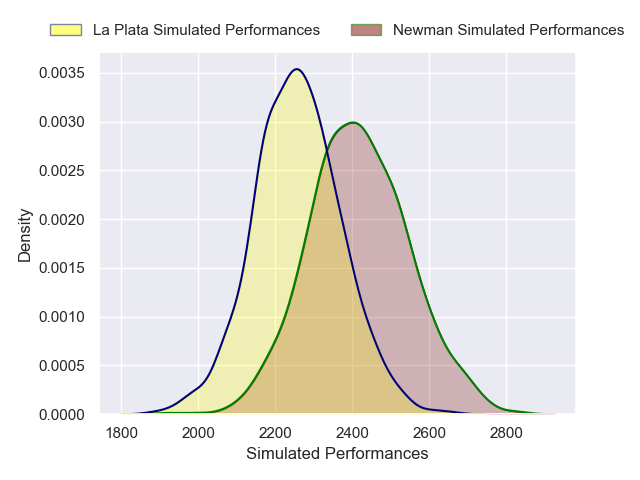 La Plata Simulated Performances Newman Simulated Performances
0.0035
0.0030
0.0025
0.0020
0.0015
0.0010
0.0005
0.0000
Density
1800 2000 2200 2400 2600 2800
Simulated Performances